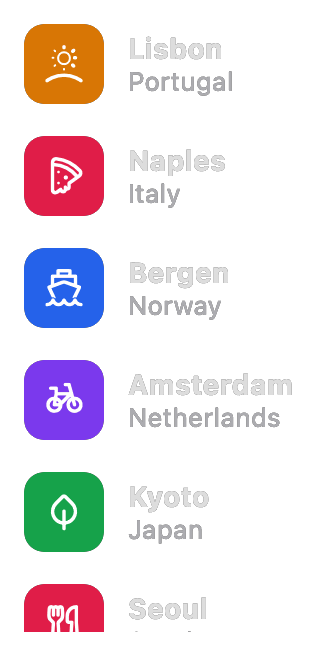 Lisbon
Portugal
Naples
Italy
Bergen
Norway
Amsterdam
Netherlands
Kyoto
Japan
Seoul